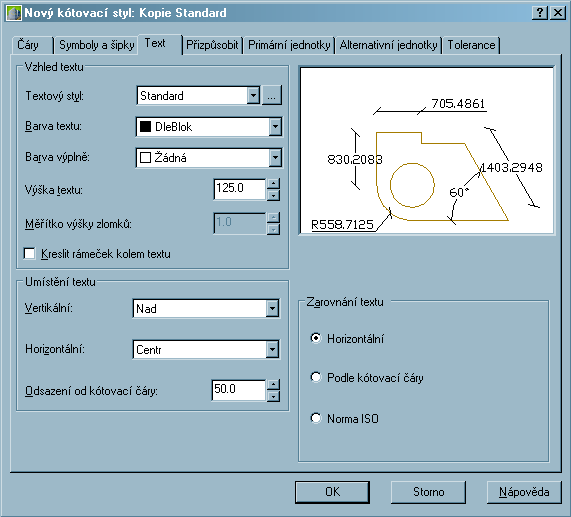 Nový kótovací styl: Kopie Standard
Čáry Symboly a šipky Text Přizpůsobit Primární jednotky Alternativní jednotky Tolerance
Vzhled textu
Textový styl: Standard ...
Barva textu: DleBlok
Barva výplně: Žádná
Výška textu: 125.0
Měřítko výšky zlomků: 1.0
Kreslit rámeček kolem textu
705.4861
830.2083
1403.2948
60°
R558.7125
Umístění textu
Vertikální: Nad
Horizontální: Centr
Odsazení od kótovací čáry: 50.0
Zarovnání textu
Horizontální
Podle kótovací čáry
Norma ISO
OK Storno Nápověda